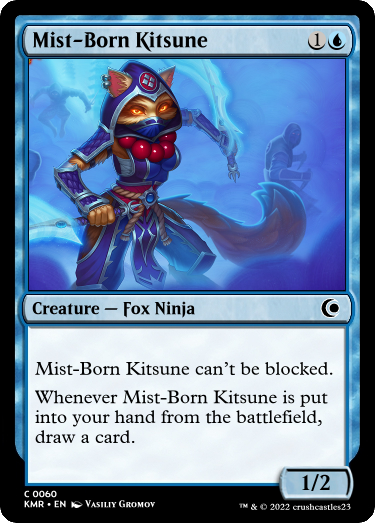 Mist-Born Kitsune 1
Creature — Fox Ninja
Mist-Born Kitsune can't be blocked.
Whenever Mist-Born Kitsune is put
into your hand from the battlefield,
draw a card.
1/2
C 0060
KMR • EN Vasiliy Gromov
™ & © 2022 crushcastles23